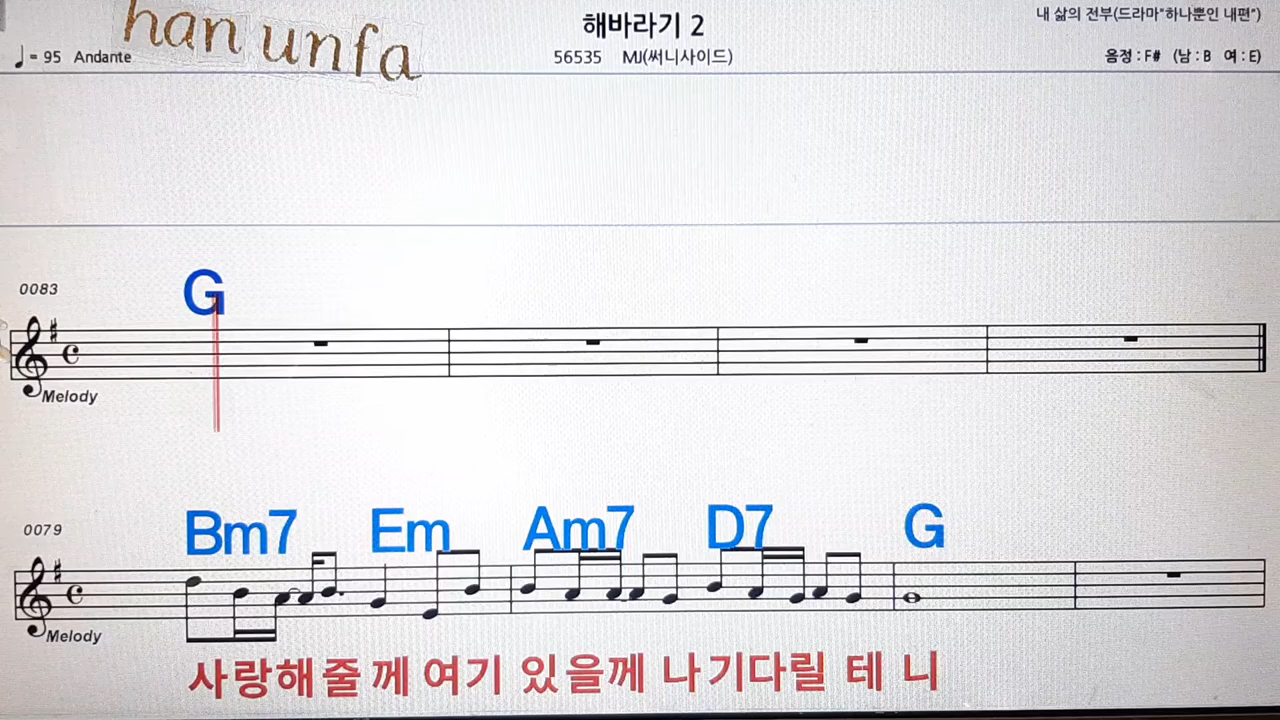 han unfa
해바라기 2
내 삶의 전부(드라마"하나뿐인 내편")
♩= 95 Andante
56535 MJ(써니사이드)
음정 : F# (남 : B 여 : E)
G
0083
Melody
Bm7 Em Am7 D7 G
0079
Melody
사랑해줄께 여기 있을께 나기다릴 테 니